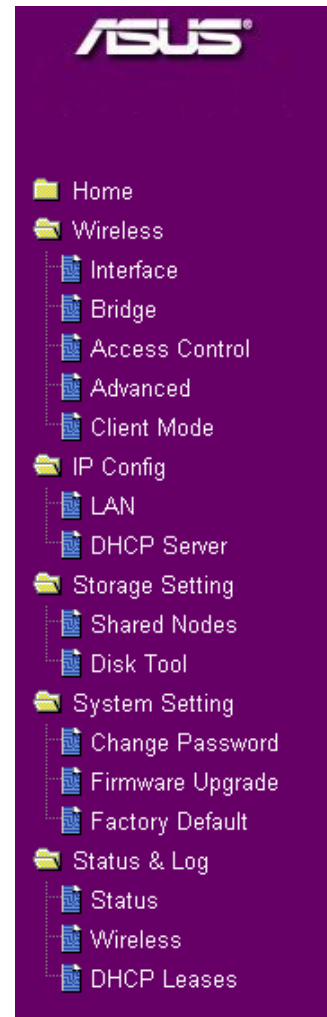 ASUS
Home
Wireless
Interface
Bridge
Access Control
Advanced
Client Mode
IP Config
LAN
DHCP Server
Storage Setting
Shared Nodes
Disk Tool
System Setting
Change Password
Firmware Upgrade
Factory Default
Status & Log
Status
Wireless
DHCP Leases